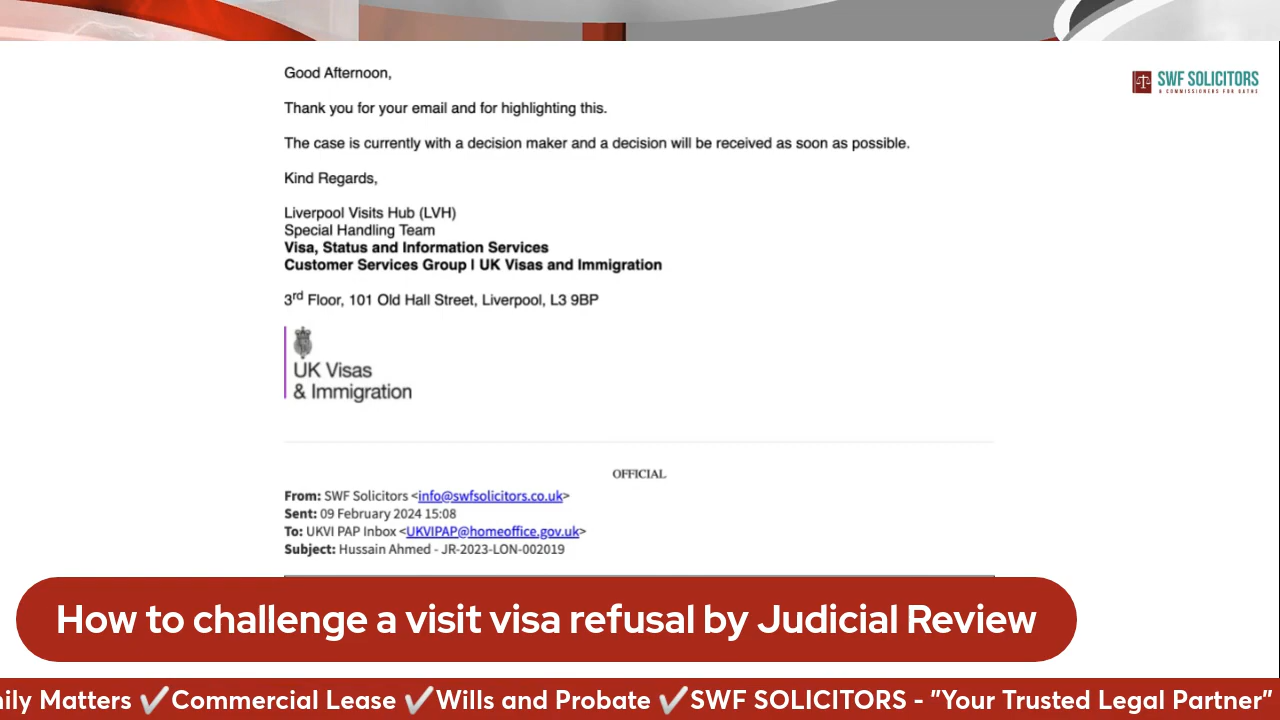 Good Afternoon,
SWF SOLICITORS
& COMMISSIONERS FOR OATHS
Thank you for your email and for highlighting this.
The case is currently with a decision maker and a decision will be received as soon as possible.
Kind Regards,
Liverpool Visits Hub (LVH)
Special Handling Team
Visa, Status and Information Services
Customer Services Group | UK Visas and Immigration
3rd Floor, 101 Old Hall Street, Liverpool, L3 9BP
UK Visas
& Immigration
OFFICIAL
From: SWF Solicitors <info@swfsolicitors.co.uk>
Sent: 09 February 2024 15:08
To: UKVI PAP Inbox <UKVIPAP@homeoffice.gov.uk>
Subject: Hussain Ahmed - JR-2023-LON-002019
How to challenge a visit visa refusal by Judicial Review
ily Matters ✔Commercial Lease ✔Wills and Probate ✔SWF SOLICITORS - "Your Trusted Legal Partner"